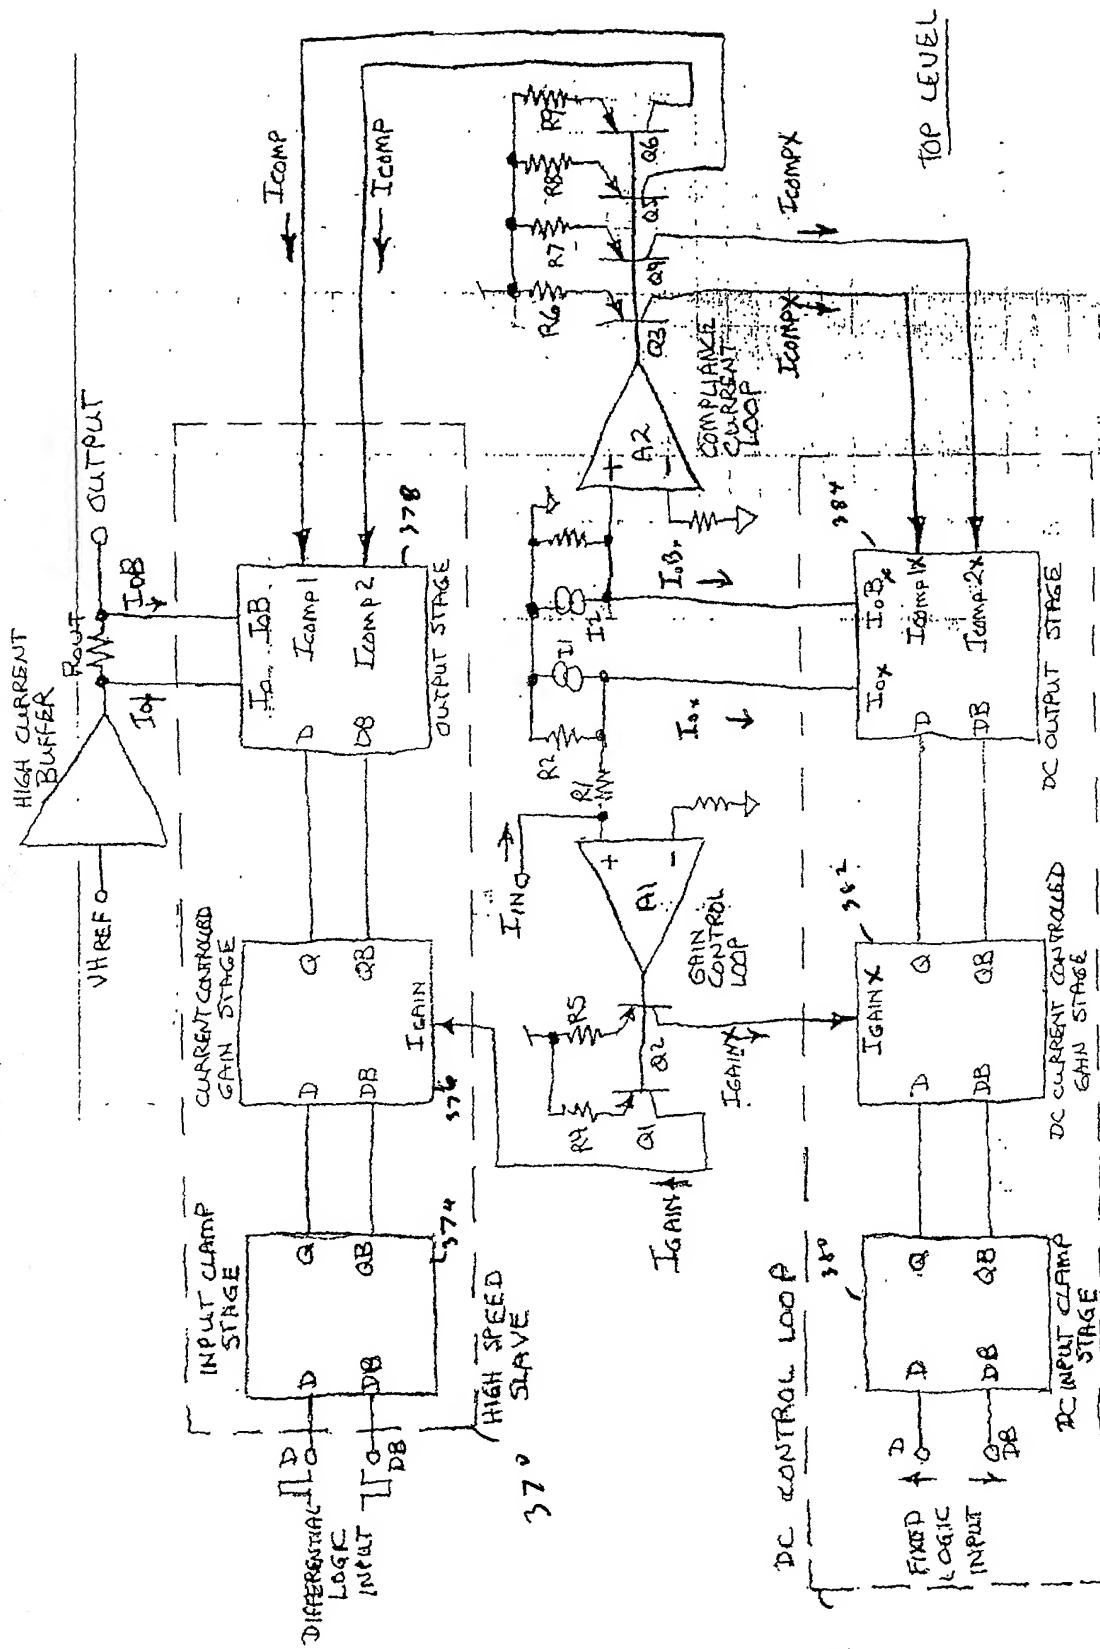 TOP LEVEL
HIGH CURRENT
BUFFER
VHREF
ROUT
OUTPUT
IOB
IOX
ICOMP
ICOMP
DIFFERENTIAL
LOGIC
INPUT
D
DB
INPUT CLAMP
STAGE
D
DB
Q
QB
374
CURRENT CONTROLLED
GAIN STAGE
D
DB
Q
QB
IGAIN
376
D
DB
IO
IOB
ICOMP1
ICOMP2
378
OUTPUT STAGE
HIGH SPEED
SLAVE
370
IGAIN
R4
R5
Q1
Q2
IGAINX
GAIN
CONTROL
LOOP
A1
+
-
IIN
R1
R2
I1
I2
IOX
IOBX
A2
+
-
COMPLIANCE
CURRENT
LOOP
R6
R7
R8
R9
Q3
Q4
Q5
Q6
ICOMPX
ICOMPX
DC CONTROL LOOP
FIXED
LOGIC
INPUT
D
DB
380
D
DB
Q
QB
DC INPUT CLAMP
STAGE
382
IGAINX
D
DB
Q
QB
DC CURRENT CONTROLLED
GAIN STAGE
384
IOX
IOBX
D
DB
ICOMP1X
ICOMP2X
DC OUTPUT STAGE